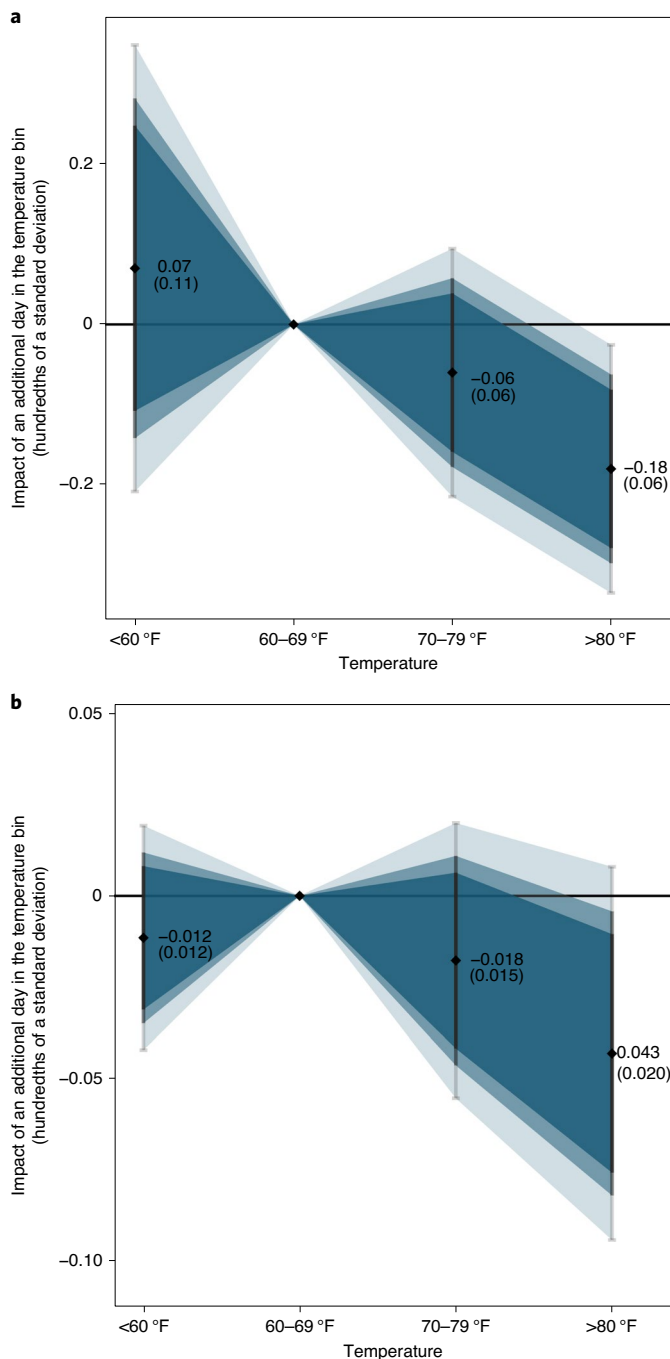 a
Impact of an additional day in the temperature bin
(hundredths of a standard deviation)
0.2
0
−0.2
0.07
(0.11)
−0.06
(0.06)
−0.18
(0.06)
<60 °F
60–69 °F
70–79 °F
>80 °F
Temperature
b
Impact of an additional day in the temperature bin
(hundredths of a standard deviation)
0.05
0
−0.05
−0.10
−0.012
(0.012)
−0.018
(0.015)
0.043
(0.020)
<60 °F
60–69 °F
70–79 °F
>80 °F
Temperature